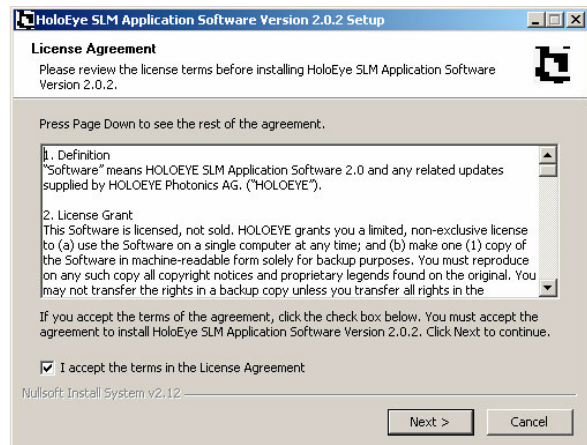 HoloEye SLM Application Software Version 2.0.2 Setup
License Agreement
Please review the license terms before installing HoloEye SLM Application Software
Version 2.0.2.
Press Page Down to see the rest of the agreement.
1. Definition
“Software” means HOLOEYE SLM Application Software 2.0 and any related updates
supplied by HOLOEYE Photonics AG. ("HOLOEYE").
2. License Grant
This Software is licensed, not sold. HOLOEYE grants you a limited, non-exclusive license
to (a) use the Software on a single computer at any time; and (b) make one (1) copy of
the Software in machine-readable form solely for backup purposes. You must reproduce
on any such copy all copyright notices and proprietary legends found on the original. You
may not transfer the rights in a backup copy unless you transfer all rights in the
If you accept the terms of the agreement, click the check box below. You must accept the
agreement to install HoloEye SLM Application Software Version 2.0.2. Click Next to continue.
I accept the terms in the License Agreement
Nullsoft Install System v2.12
Next >
Cancel